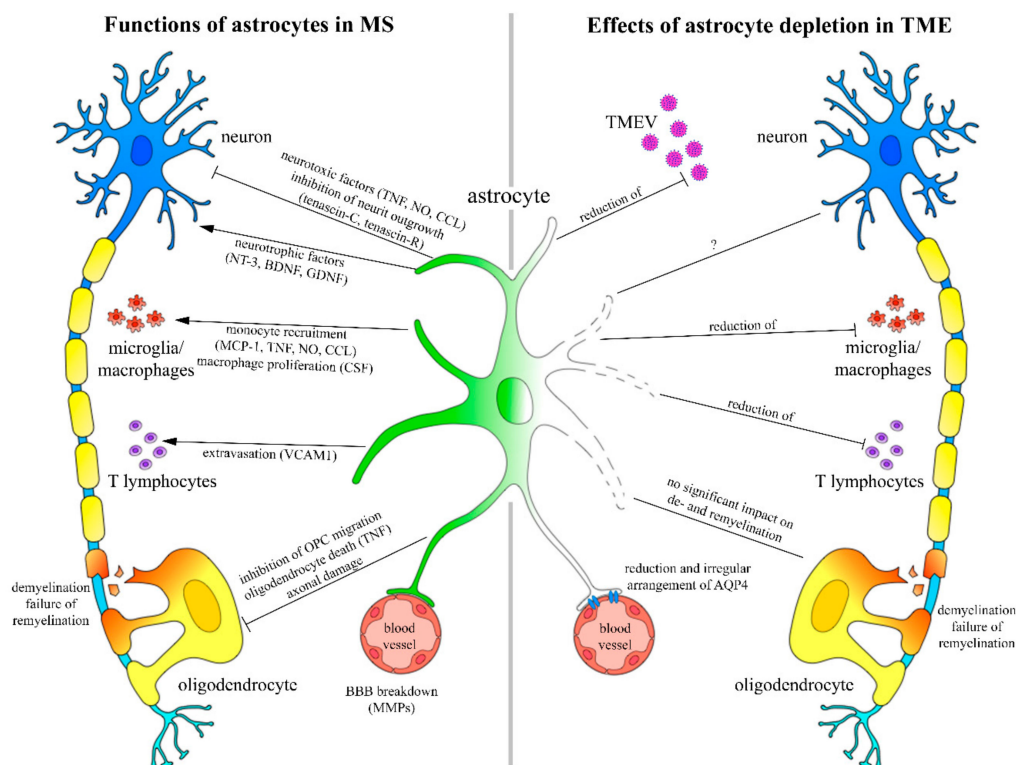 Functions of astrocytes in MS
neuron
neurotoxic factors (TNF, NO, CCL)
inhibition of neurit outgrowth
(tenascin-C, tenascin-R)
neurotrophic factors
(NT-3, BDNF, GDNF)
microglia/
macrophages
monocyte recruitment
(MCP-1, TNF, NO, CCL)
macrophage proliferation (CSF)
T lymphocytes
extravasation (VCAM1)
inhibition of OPC migration
oligodendrocyte death (TNF)
axonal damage
demyelination
failure of
remyelination
oligodendrocyte
blood
vessel
BBB breakdown
(MMPs)
astrocyte
Effects of astrocyte depletion in TME
TMEV
neuron
reduction of
?
reduction of
microglia/
macrophages
reduction of
T lymphocytes
no significant impact on
de- and remyelination
reduction and irregular
arrangement of AQP4
blood
vessel
demyelination
failure of
remyelination
oligodendrocyte